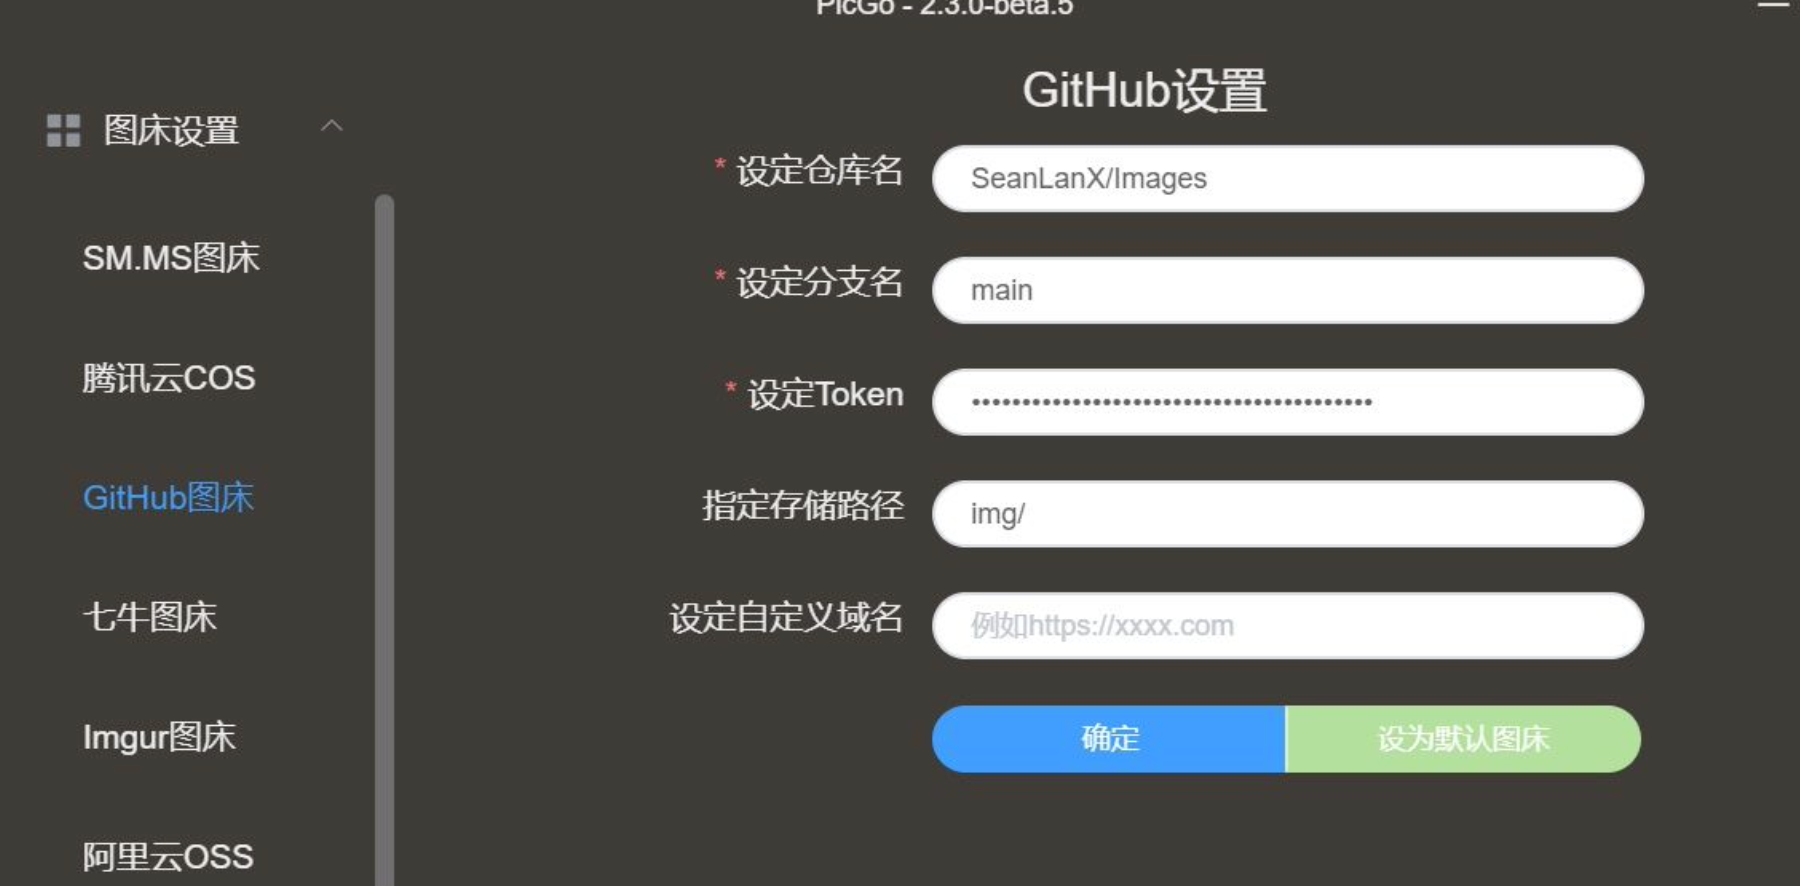 PicGo - 2.3.0-beta.5
图床设置
SM.MS图床
腾讯云COS
GitHub图床
七牛图床
Imgur图床
阿里云OSS
GitHub设置
* 设定仓库名 SeanLanX/Images
* 设定分支名 main
* 设定Token ••••••••••••••••••••••••••••••••••••••••
指定存储路径 img/
设定自定义域名 例如https://xxxx.com
确定 设为默认图床